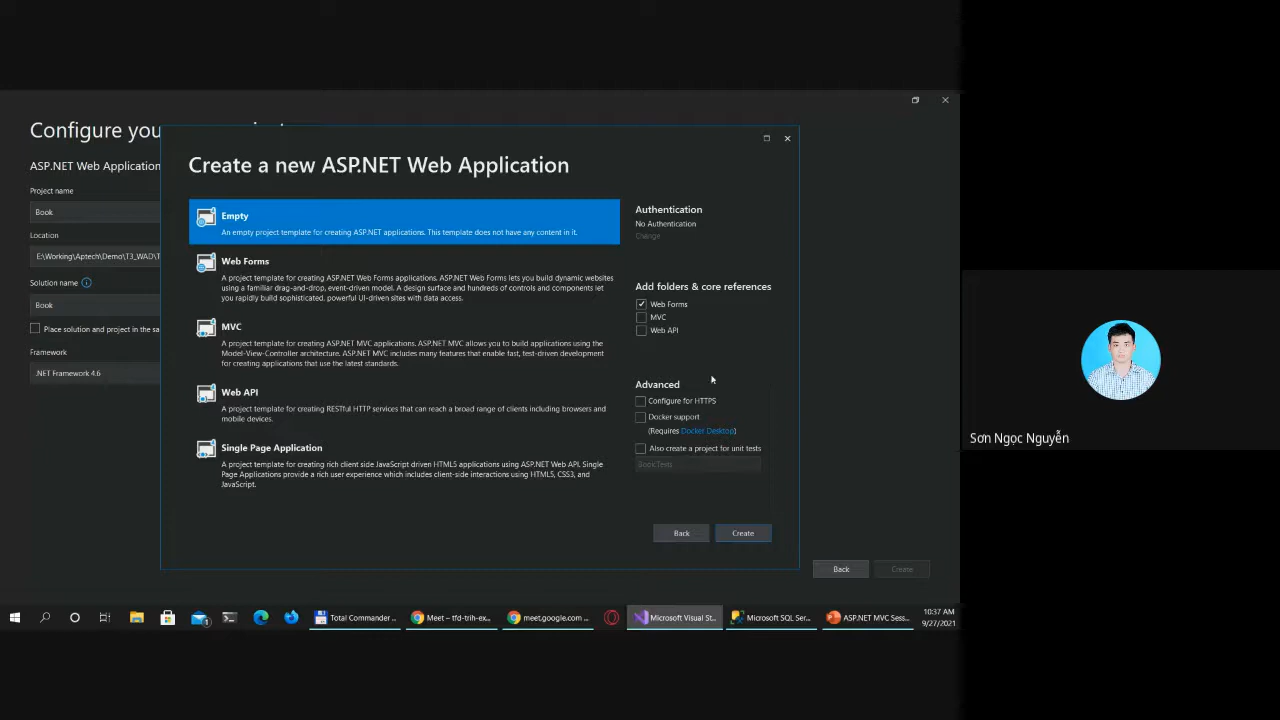 Configure you
ASP.NET Web Application
Project name
Book
Location
E:\Working\Aptech\Demo\T3_WAD\T
Solution name
Book
Place solution and project in the sa
Framework
.NET Framework 4.6
Create a new ASP.NET Web Application
Empty
An empty project template for creating ASP.NET applications. This template does not have any content in it.
Web Forms
A project template for creating ASP.NET Web Forms applications. ASP.NET Web Forms lets you build dynamic websites
using a familiar drag-and-drop, event-driven model. A design surface and hundreds of controls and components let
you rapidly build sophisticated, powerful UI-driven sites with data access.
MVC
A project template for creating ASP.NET MVC applications. ASP.NET MVC allows you to build applications using the
Model-View-Controller architecture. ASP.NET MVC includes many features that enable fast, test-driven development
for creating applications that use the latest standards.
Web API
A project template for creating RESTful HTTP services that can reach a broad range of clients including browsers and
mobile devices.
Single Page Application
A project template for creating rich client side JavaScript driven HTML5 applications using ASP.NET Web API. Single
Page Applications provide a rich user experience which includes client-side interactions using HTML5, CSS3, and
JavaScript.
Authentication
No Authentication
Change
Add folders & core references
Web Forms
MVC
Web API
Advanced
Configure for HTTPS
Docker support
(Requires Docker Desktop)
Also create a project for unit tests
Book.Tests
Back
Create
Back
Create
Sơn Ngọc Nguyễn
Total Commander ...
Meet – tfd-trih-ex...
meet.google.com ...
Microsoft Visual St...
Microsoft SQL Ser...
ASP.NET MVC Sess...
10:37 AM
9/27/2021